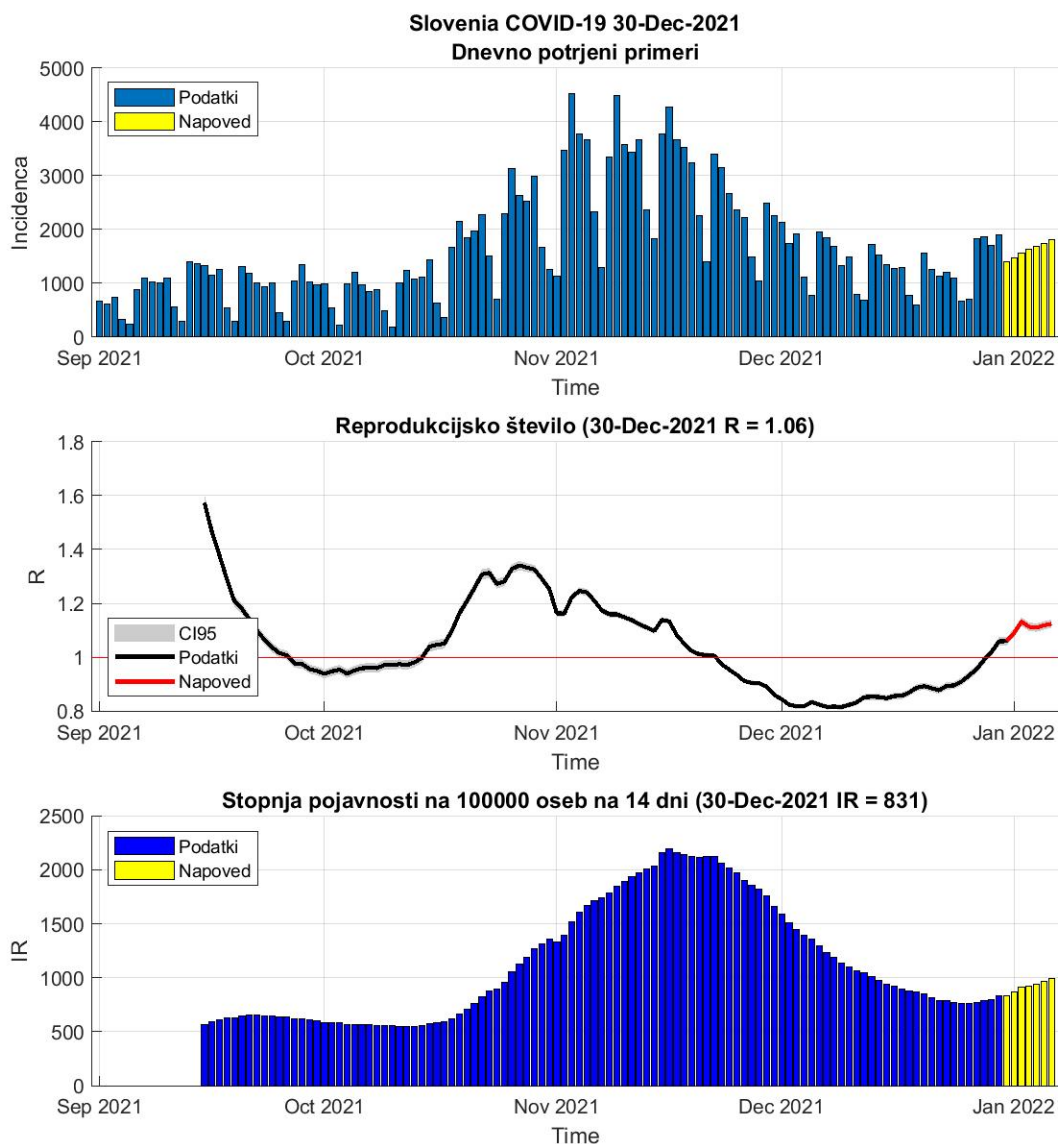 Slovenia COVID-19 30-Dec-2021
Dnevno potrjeni primeri
5000
4000
3000
2000
1000
0
Incidenca
Podatki
Napoved
Sep 2021
Oct 2021
Nov 2021
Dec 2021
Jan 2022
Time
Reprodukcijsko število (30-Dec-2021 R = 1.06)
1.8
1.6
1.4
1.2
1
0.8
R
CI95
Podatki
Napoved
Sep 2021
Oct 2021
Nov 2021
Dec 2021
Jan 2022
Time
Stopnja pojavnosti na 100000 oseb na 14 dni (30-Dec-2021 IR = 831)
2500
2000
1500
1000
500
0
IR
Podatki
Napoved
Sep 2021
Oct 2021
Nov 2021
Dec 2021
Jan 2022
Time